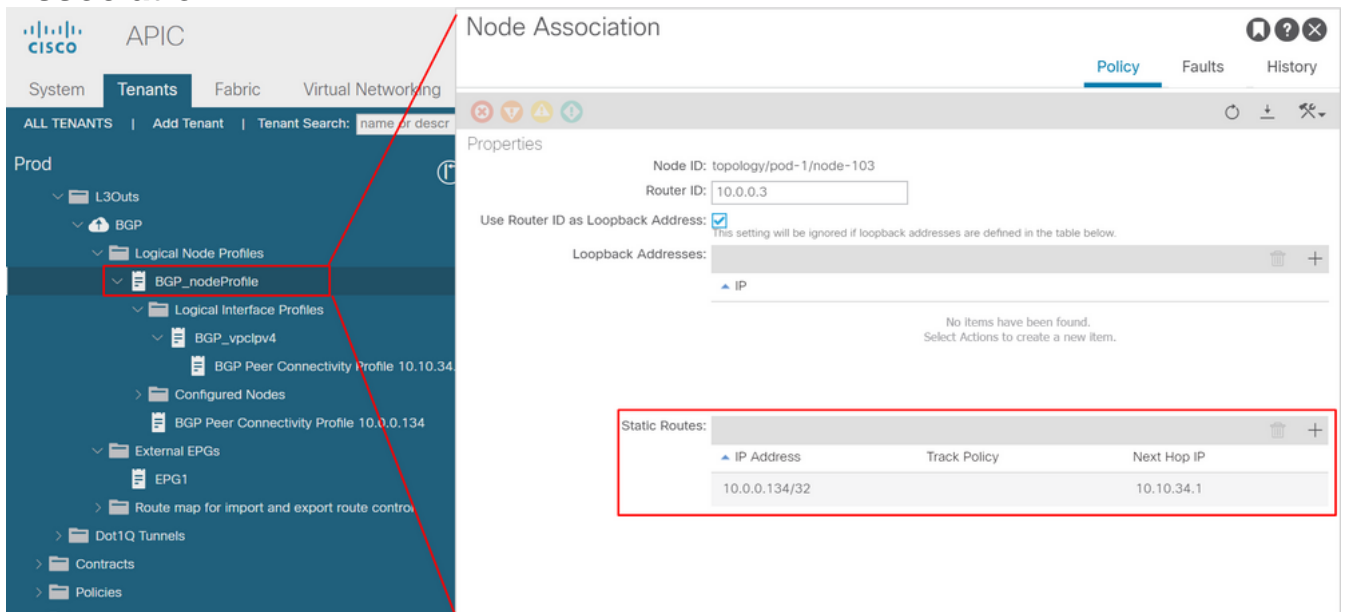 CISCO
APIC
System Tenants Fabric Virtual Networking
ALL TENANTS | Add Tenant | Tenant Search: name or descr
Prod
L3Outs
BGP
Logical Node Profiles
BGP_nodeProfile
Logical Interface Profiles
BGP_vpcIpv4
BGP Peer Connectivity Profile 10.10.34.
Configured Nodes
BGP Peer Connectivity Profile 10.0.0.134
External EPGs
EPG1
Route map for import and export route control
Dot1Q Tunnels
Contracts
Policies
Node Association
Policy Faults History
Properties
Node ID: topology/pod-1/node-103
Router ID: 10.0.0.3
Use Router ID as Loopback Address:
This setting will be ignored if loopback addresses are defined in the table below.
Loopback Addresses:
IP
No items have been found.
Select Actions to create a new item.
Static Routes:
IP Address Track Policy Next Hop IP
10.0.0.134/32 10.10.34.1